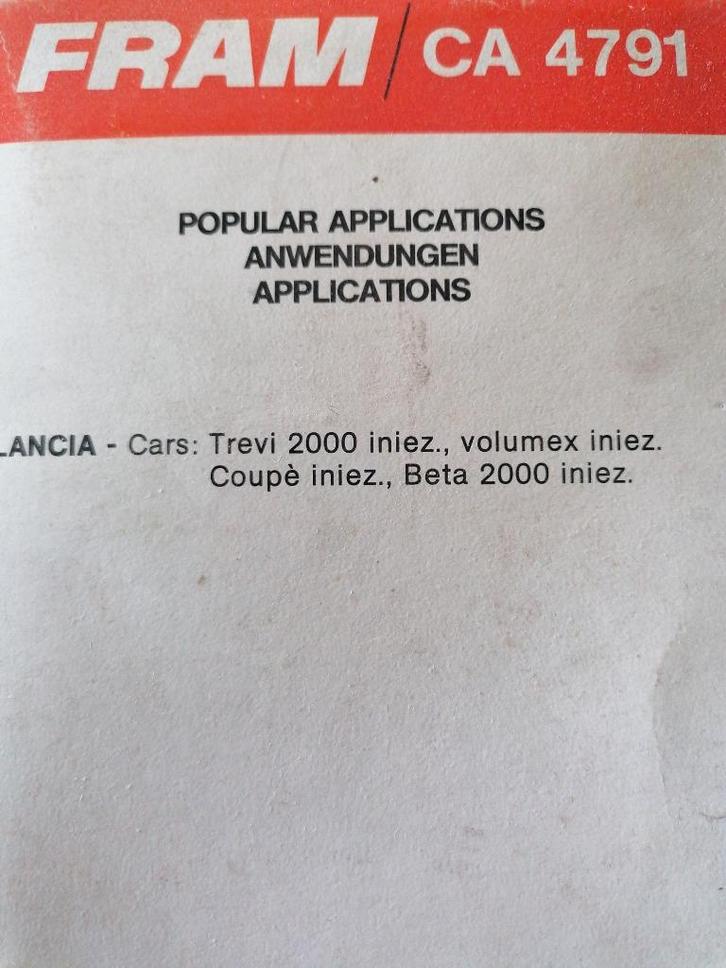 FRAM / CA 4791
POPULAR APPLICATIONS
ANWENDUNGEN
APPLICATIONS
LANCIA - Cars: Trevi 2000 iniez., volumex iniez.
Coupè iniez., Beta 2000 iniez.